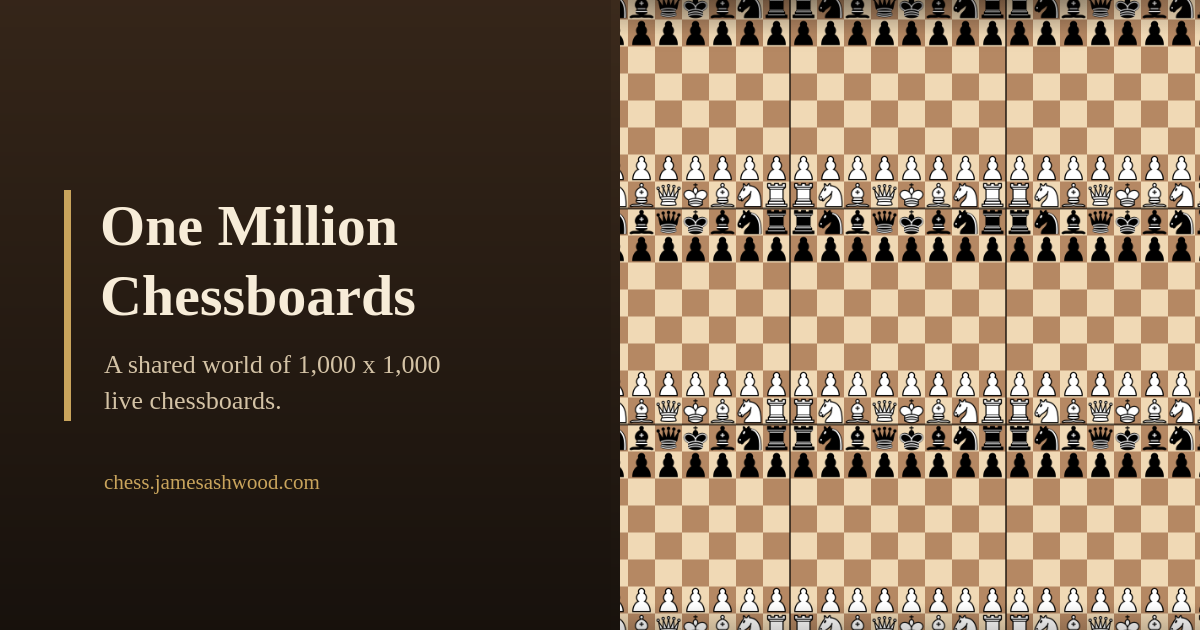 One Million
Chessboards
A shared world of 1,000 x 1,000
live chessboards.
chess.jamesashwood.com